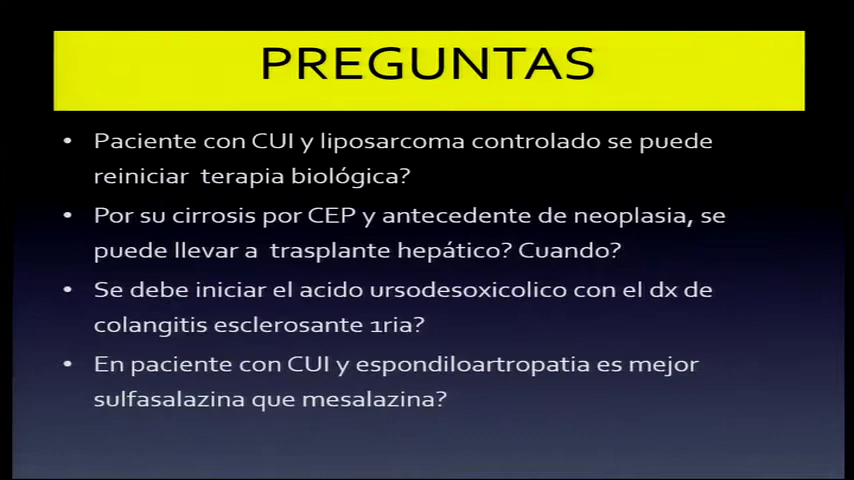 PREGUNTAS
• Paciente con CUI y liposarcoma controlado se puede
reiniciar terapia biológica?
• Por su cirrosis por CEP y antecedente de neoplasia, se
puede llevar a trasplante hepático? Cuando?
• Se debe iniciar el acido ursodesoxicolico con el dx de
colangitis esclerosante 1ria?
• En paciente con CUI y espondiloartropatia es mejor
sulfasalazina que mesalazina?